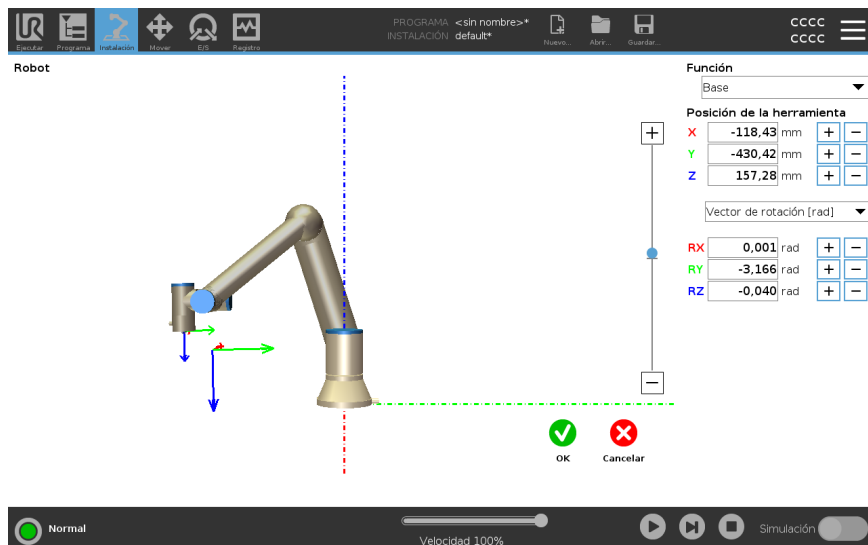 UR
PROGRAMA <sin nombre>*
INSTALACIÓN default*
Ejecutar
Programa
Instalación
Mover
E/S
Registro
Nuevo...
Abrir...
Guardar...
CCCC
CCCC
Robot
Función
Base
Posición de la herramienta
X -118,43 mm + −
Y -430,42 mm + −
Z 157,28 mm + −
Vector de rotación [rad]
RX 0,001 rad + −
RY -3,166 rad + −
RZ -0,040 rad + −
+
−
OK
Cancelar
Normal
Velocidad 100%
Simulación